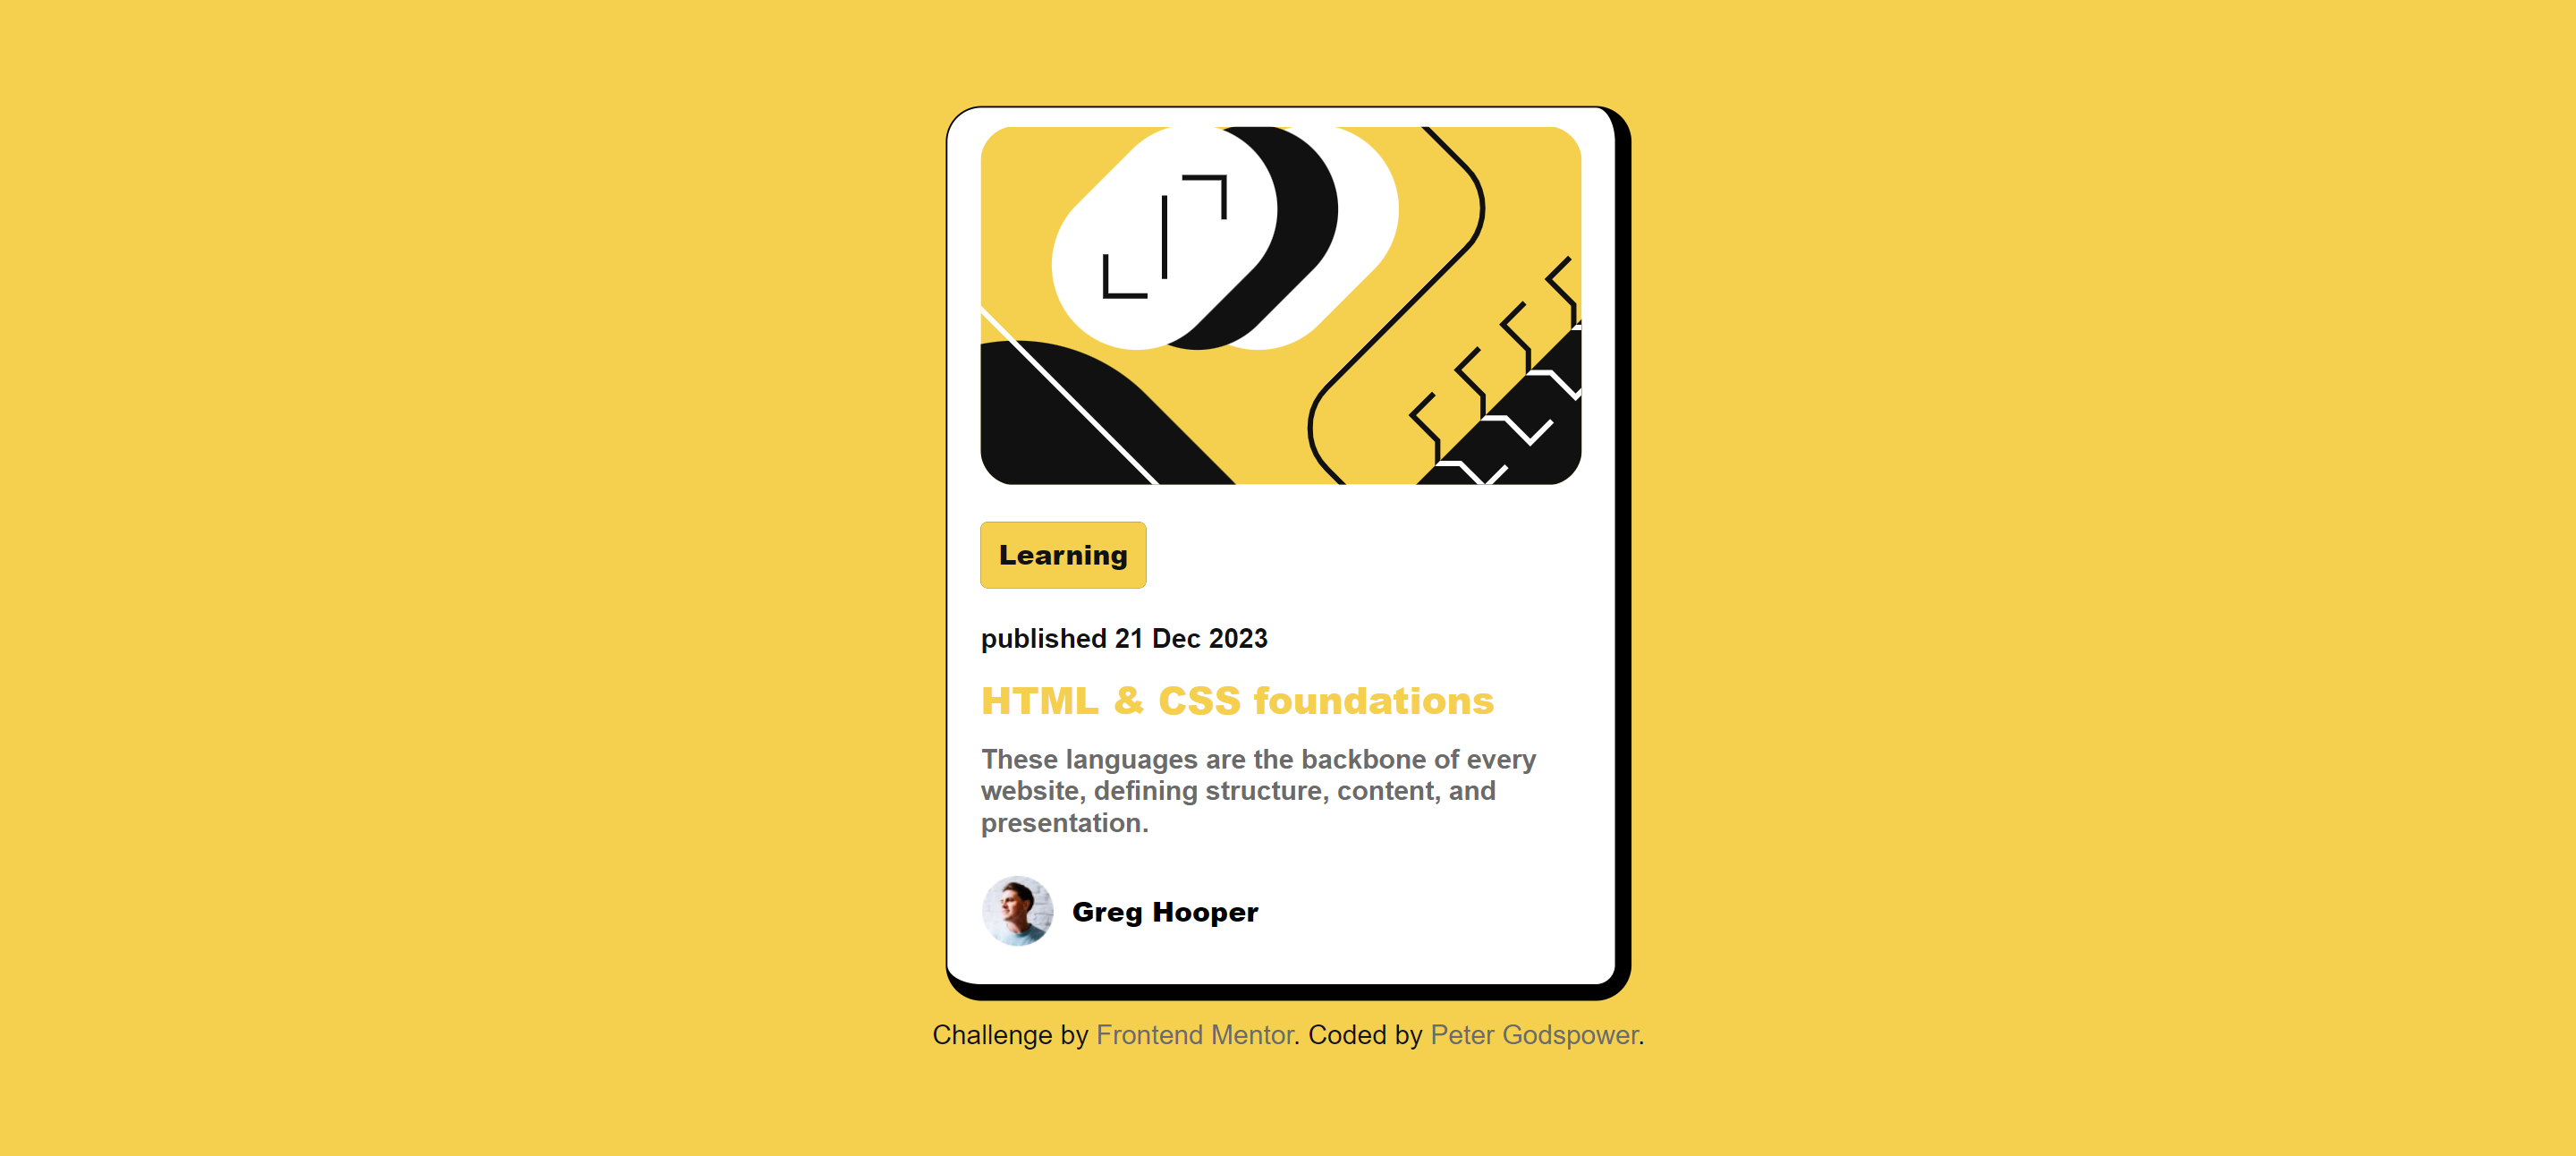 Learning
published 21 Dec 2023
HTML & CSS foundations
These languages are the backbone of every
website, defining structure, content, and
presentation.
Greg Hooper
Challenge by Frontend Mentor. Coded by Peter Godspower.